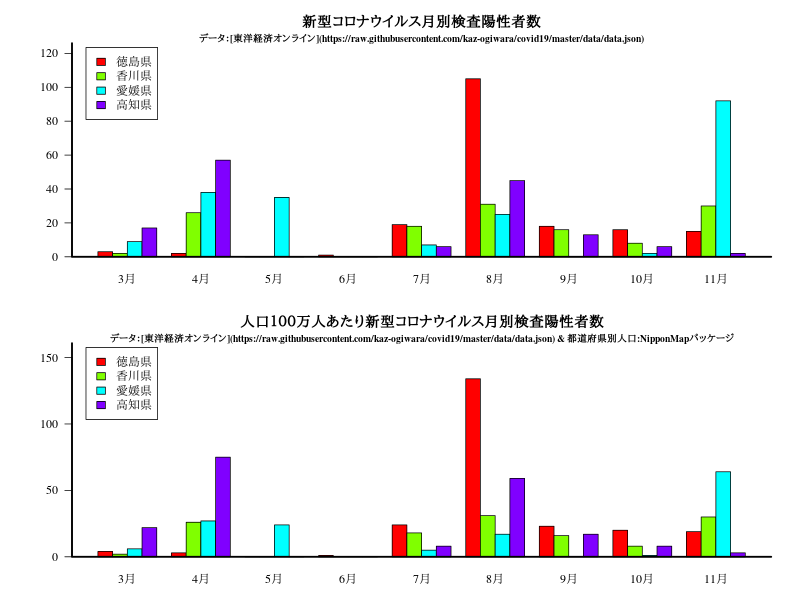 新型コロナウイルス月別検査陽性者数
データ:[東洋経済オンライン](https://raw.githubusercontent.com/kaz-ogiwara/covid19/master/data/data.json)
120
100
80
60
40
20
0
徳島県
香川県
愛媛県
高知県
3月 4月 5月 6月 7月 8月 9月 10月 11月
人口100万人あたり新型コロナウイルス月別検査陽性者数
データ:[東洋経済オンライン](https://raw.githubusercontent.com/kaz-ogiwara/covid19/master/data/data.json) & 都道府県別人口:NipponMapパッケージ
150
100
50
0
徳島県
香川県
愛媛県
高知県
3月 4月 5月 6月 7月 8月 9月 10月 11月